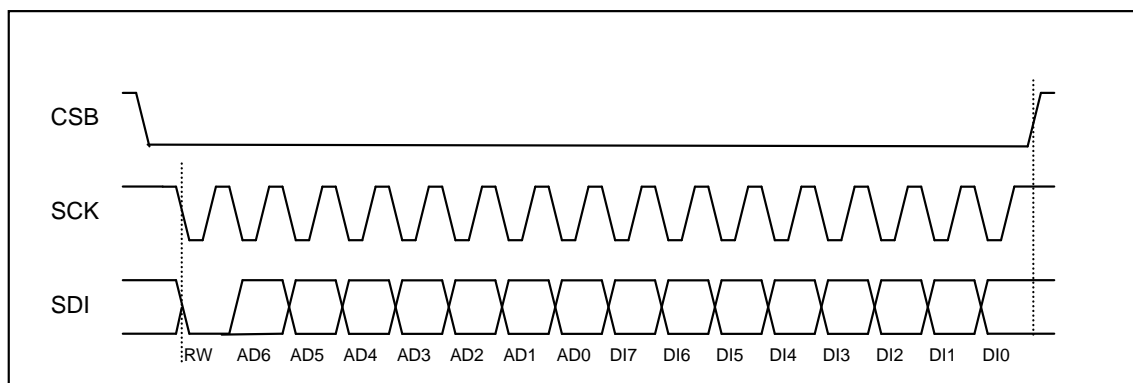 CSB
SCK
SDI
RW AD6 AD5 AD4 AD3 AD2 AD1 AD0 DI7 DI6 DI5 DI4 DI3 DI2 DI1 DI0